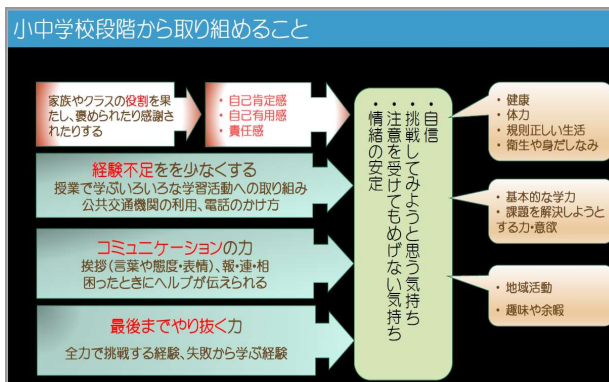 小中学校段階から取り組めること
家族やクラスの役割を果
たし、褒められたり感謝さ
れたりする
・自己肯定感
・自己有用感
・責任感
経験不足をを少なくする
授業で学ぶいろいろな学習活動への取り組み
公共交通機関の利用、電話のかけ方
コミュニケーションの力
挨拶(言葉や態度・表情)、報・連・相
困ったときにヘルプが伝えられる
最後までやり抜く力
全力で挑戦する経験、失敗から学ぶ経験
・自信
・挑戦してみようと思う気持ち
・注意を受けてもめげない気持ち
・情緒の安定
・健康
・体力
・規則正しい生活
・衛生や身だしなみ
・基本的な学力
・課題を解決しようと
する力・意欲
・地域活動
・趣味や余暇